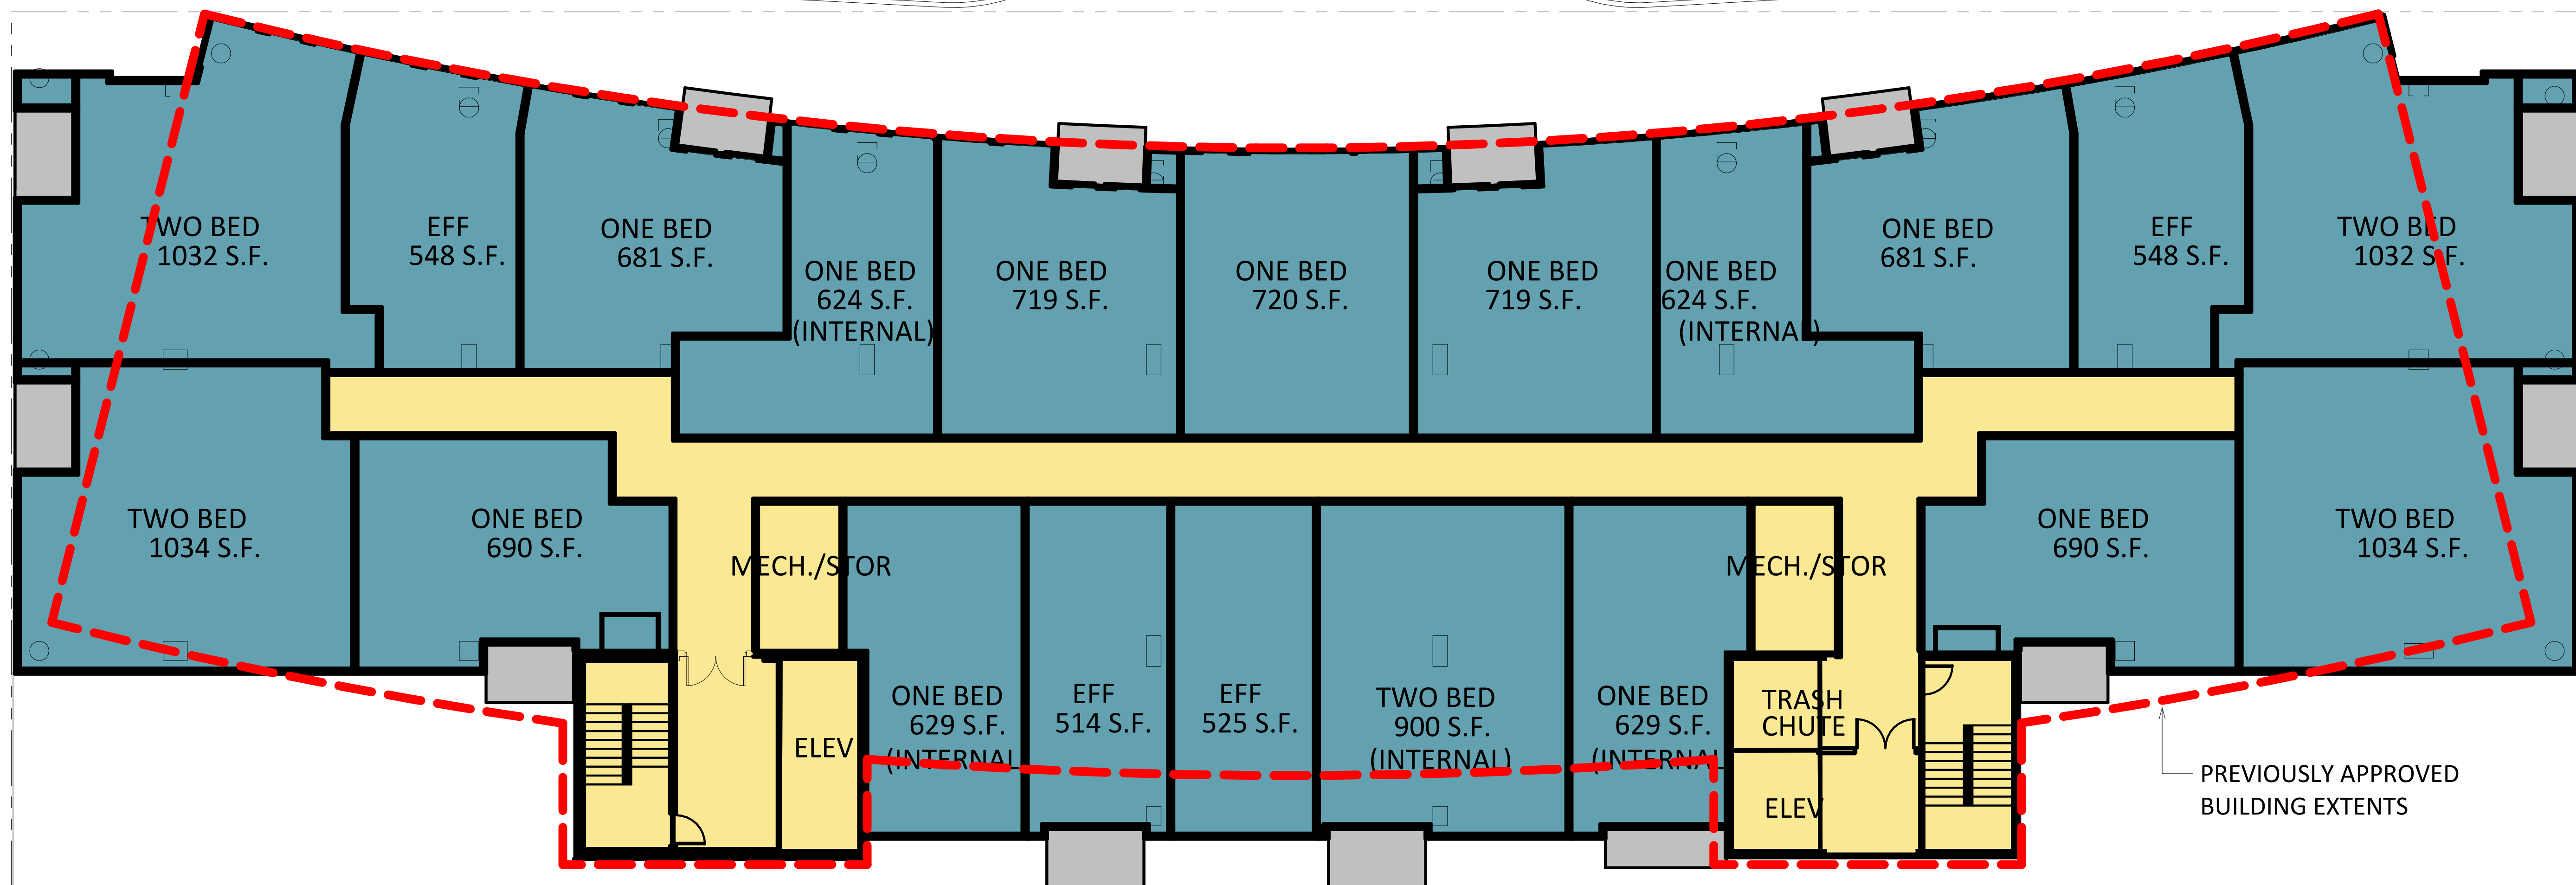 TWO BED
1032 S.F.
EFF
548 S.F.
ONE BED
681 S.F.
ONE BED
624 S.F.
(INTERNAL)
ONE BED
719 S.F.
ONE BED
720 S.F.
ONE BED
719 S.F.
ONE BED
624 S.F.
(INTERNAL)
ONE BED
681 S.F.
EFF
548 S.F.
TWO BED
1032 S.F.
TWO BED
1034 S.F.
ONE BED
690 S.F.
MECH./STOR
MECH./STOR
ONE BED
690 S.F.
TWO BED
1034 S.F.
ELEV
ONE BED
629 S.F.
(INTERNAL
EFF
514 S.F.
EFF
525 S.F.
TWO BED
900 S.F.
(INTERNAL)
ONE BED
629 S.F.
(INTERNAL
TRASH
CHUTE
ELEV
PREVIOUSLY APPROVED
BUILDING EXTENTS